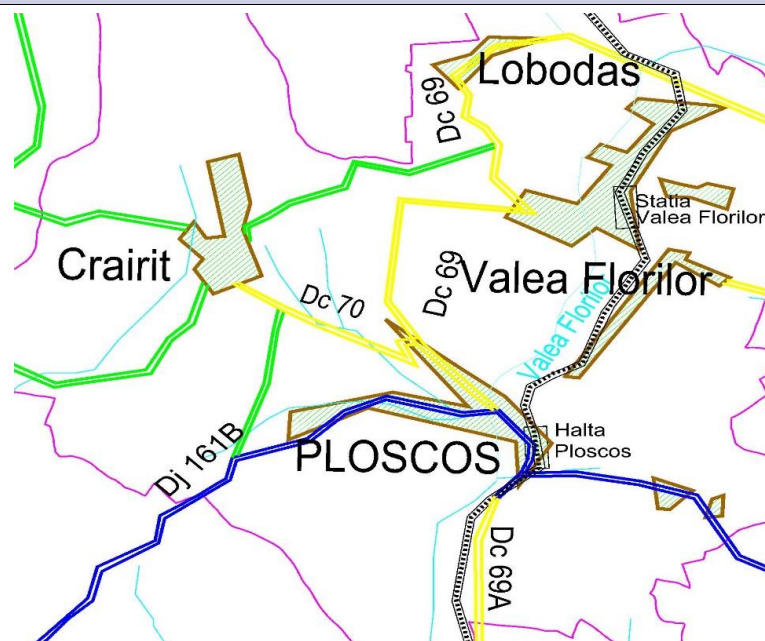 Lobodas
Dc 69
Statia
Valea Florilor
Crairit
Dc 70
Dc 69
Valea Florilor
Valea Florilor
Dj 161B
PLOSCOS
Halta
Ploscos
Dc 69A